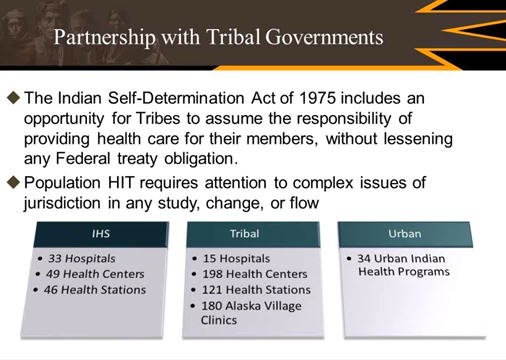 Partnership with Tribal Governments
The Indian Self-Determination Act of 1975 includes an
opportunity for Tribes to assume the responsibility of
providing health care for their members, without lessening
any Federal treaty obligation.
Population HIT requires attention to complex issues of
jurisdiction in any study, change, or flow
IHS
• 33 Hospitals
• 49 Health Centers
• 46 Health Stations
Tribal
• 15 Hospitals
• 198 Health Centers
• 121 Health Stations
• 180 Alaska Village
Clinics
Urban
• 34 Urban Indian
Health Programs